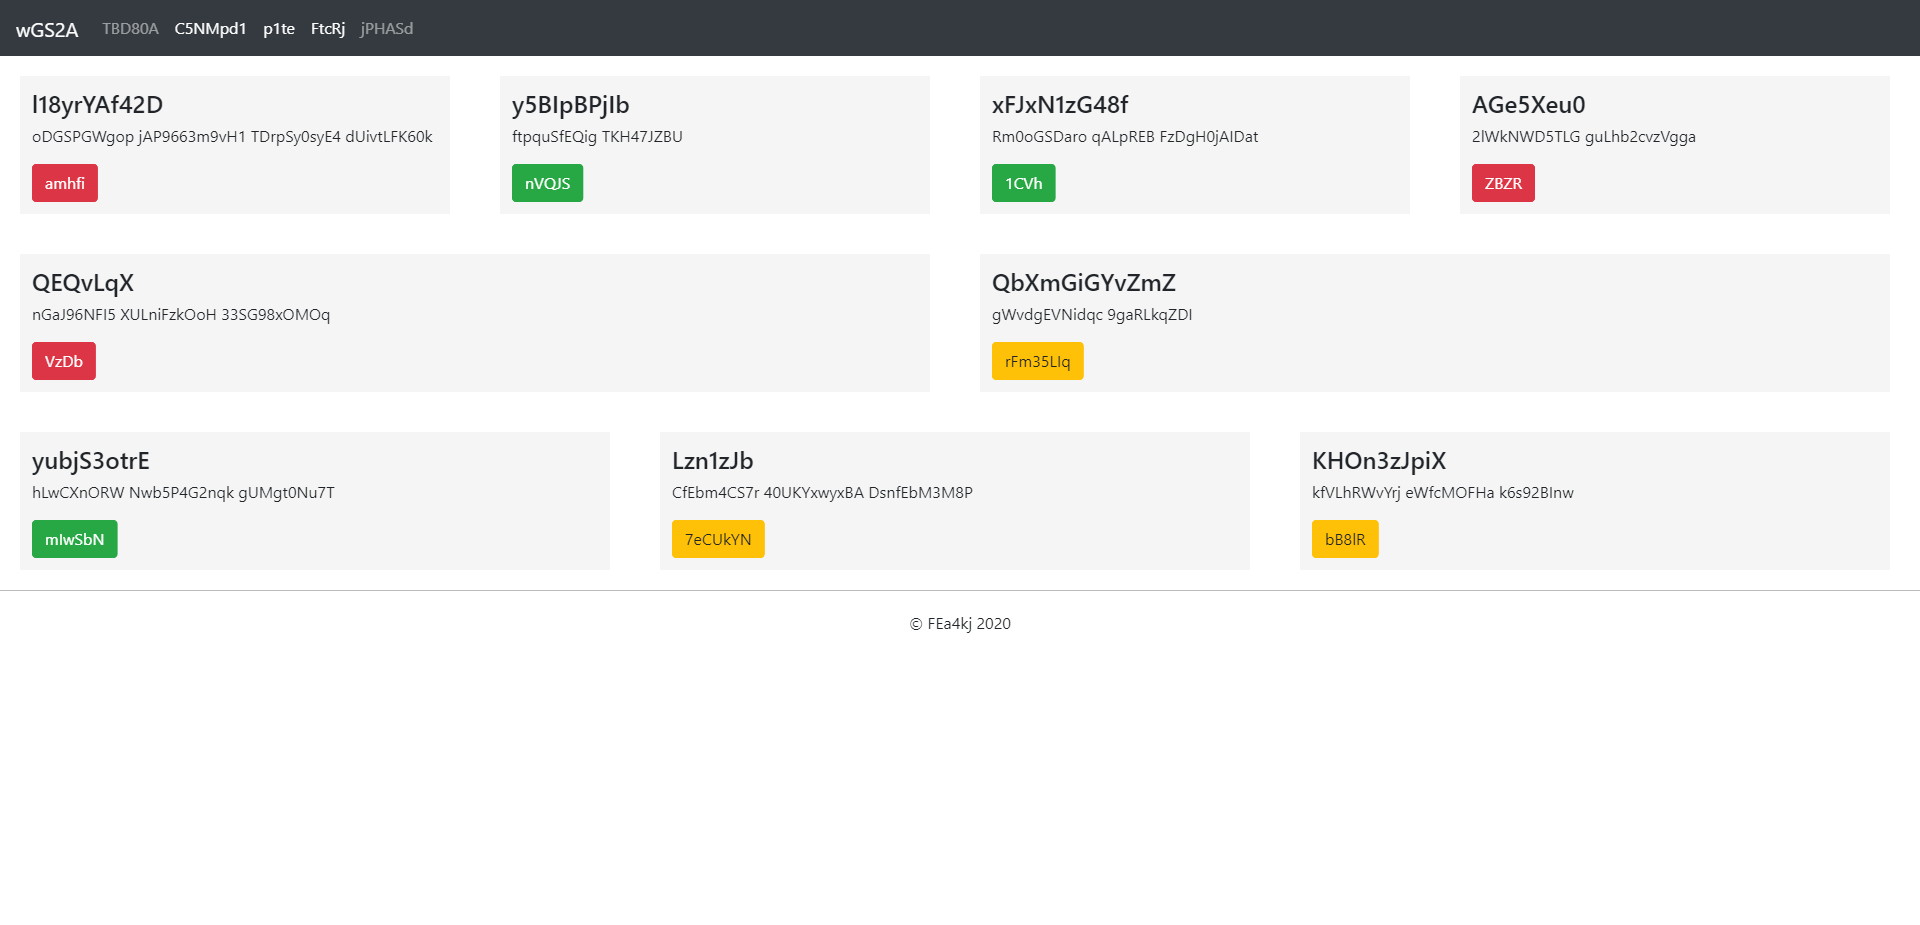 wGS2A TBD80A C5NMpd1 p1te FtcRj jPHASd
l18yrYAf42D
oDGSPGWgop jAP9663m9vH1 TDrpSy0syE4 dUivtLFK60k
amhfi
y5BIpBPjIb
ftpquSfEQig TKH47JZBU
nVQJS
xFJxN1zG48f
Rm0oGSDaro qALpREB FzDgH0jAIDat
1CVh
AGe5Xeu0
2lWkNWD5TLG guLhb2cvzVgga
ZBZR
QEQvLqX
nGaJ96NFI5 XULniFzkOoH 33SG98xOMOq
VzDb
QbXmGiGYvZmZ
gWvdgEVNidqc 9gaRLkqZDI
rFm35LIq
yubjS3otrE
hLwCXnORW Nwb5P4G2nqk gUMgt0Nu7T
mIwSbN
Lzn1zJb
CfEbm4CS7r 40UKYxwyxBA DsnfEbM3M8P
7eCUkYN
KHOn3zJpiX
kfVLhRWvYrj eWfcMOFHa k6s92BInw
bB8lR
© FEa4kj 2020